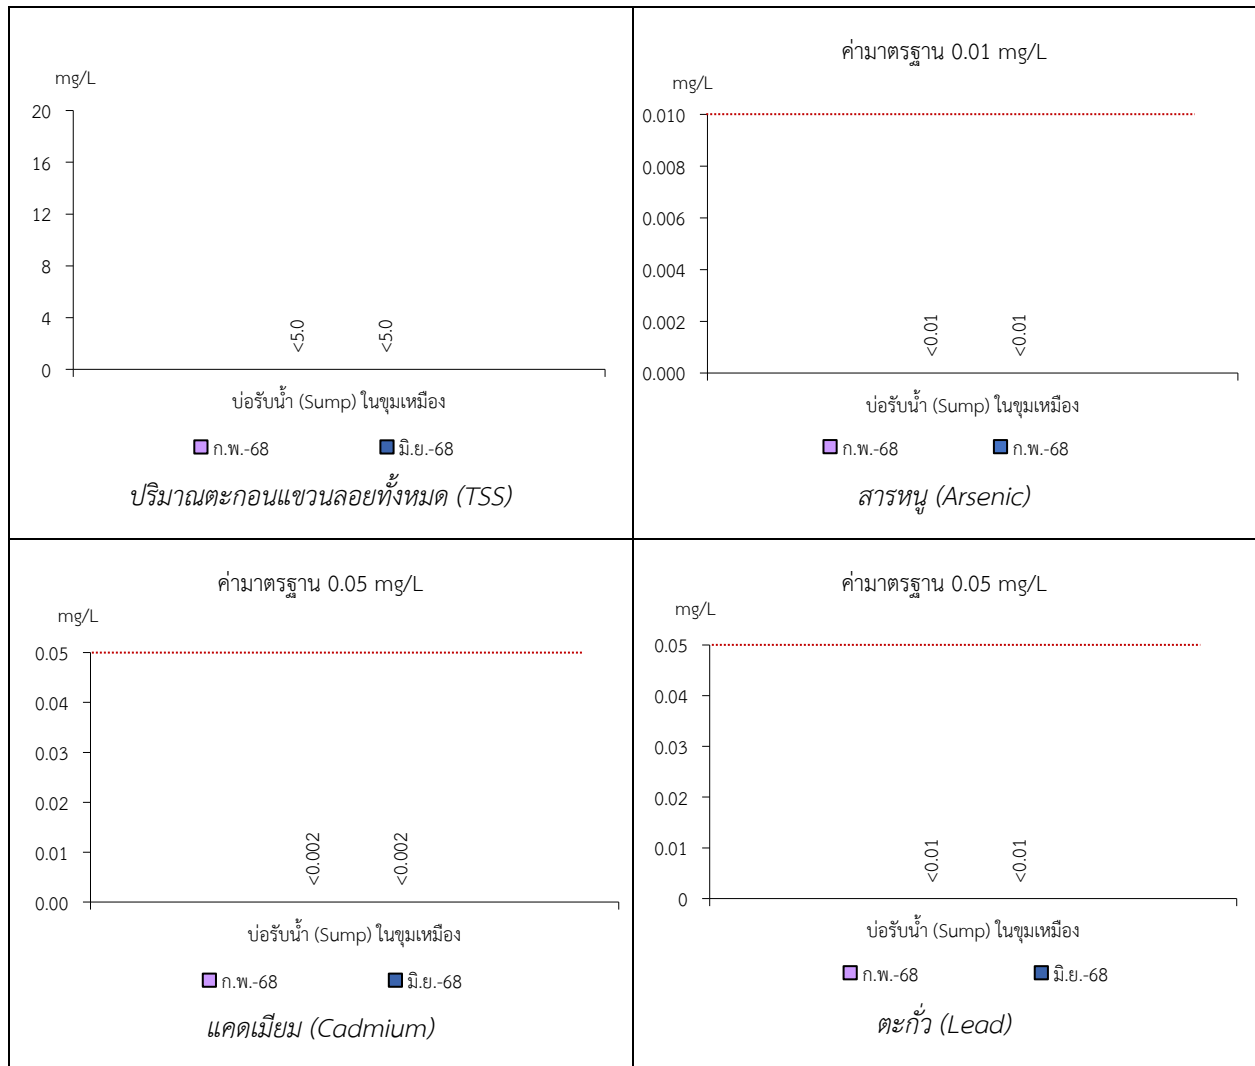 mg/L
20
16
12
8
4
0
<5.0 <5.0
บ่อรับน้ำ (Sump) ในขุมเหมือง
ก.พ.-68 มิ.ย.-68
ปริมาณตะกอนแขวนลอยทั้งหมด (TSS)
ค่ามาตรฐาน 0.01 mg/L
mg/L
0.010
0.008
0.006
0.004
0.002
0.000
<0.01 <0.01
บ่อรับน้ำ (Sump) ในขุมเหมือง
ก.พ.-68 ก.พ.-68
สารหนู (Arsenic)
ค่ามาตรฐาน 0.05 mg/L
mg/L
0.05
0.04
0.03
0.02
0.01
0.00
<0.002 <0.002
บ่อรับน้ำ (Sump) ในขุมเหมือง
ก.พ.-68 มิ.ย.-68
แคดเมียม (Cadmium)
ค่ามาตรฐาน 0.05 mg/L
mg/L
0.05
0.04
0.03
0.02
0.01
0
<0.01 <0.01
บ่อรับน้ำ (Sump) ในขุมเหมือง
ก.พ.-68 มิ.ย.-68
ตะกั่ว (Lead)